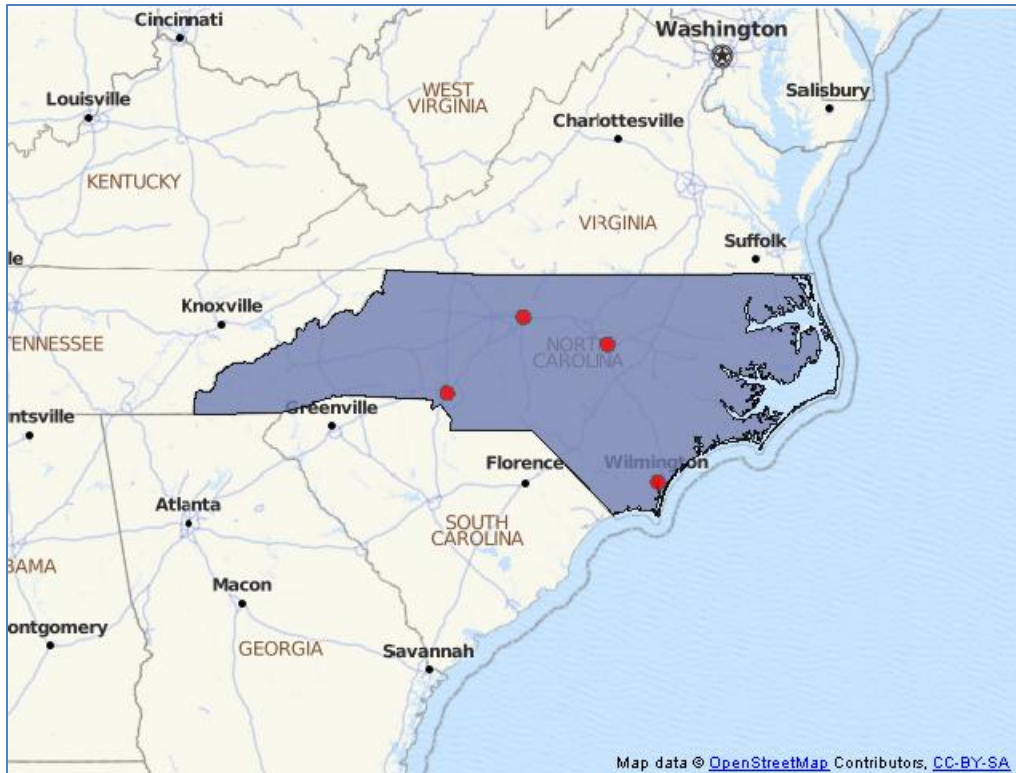 Cincinnati
Washington
WEST
VIRGINIA
Louisville
Salisbury
Charlottesville
KENTUCKY
VIRGINIA
Suffolk
le
Knoxville
TENNESSEE
NORTH
CAROLINA
Greenville
ntsville
Florence
Wilmington
Atlanta
SOUTH
CAROLINA
BAMA
Macon
ontgomery
GEORGIA
Savannah
Map data © OpenStreetMap Contributors, CC-BY-SA